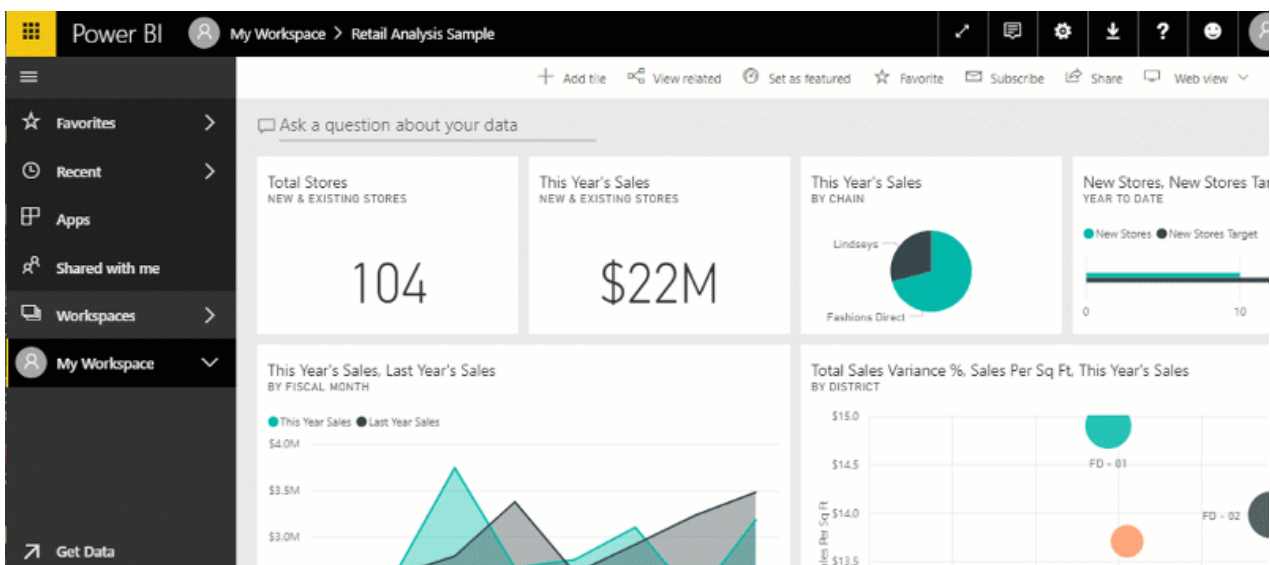 Power BI My Workspace > Retail Analysis Sample
Add tile View related Set as featured Favorite Subscribe Share Web view
Favorites
Recent
Apps
Shared with me
Workspaces
My Workspace
Get Data
Ask a question about your data
Total Stores
NEW & EXISTING STORES
104
This Year's Sales
NEW & EXISTING STORES
$22M
This Year's Sales
BY CHAIN
Lindseys
Fashions Direct
New Stores, New Stores Tar
YEAR TO DATE
New Stores New Stores Target
0 10
This Year's Sales, Last Year's Sales
BY FISCAL MONTH
This Year Sales Last Year Sales
$4.0M
$3.5M
$3.0M
Total Sales Variance %, Sales Per Sq Ft, This Year's Sales
BY DISTRICT
$15.0
$14.5
$14.0
$13.5
ales Per Sq Ft
FD - 01
FD - 02